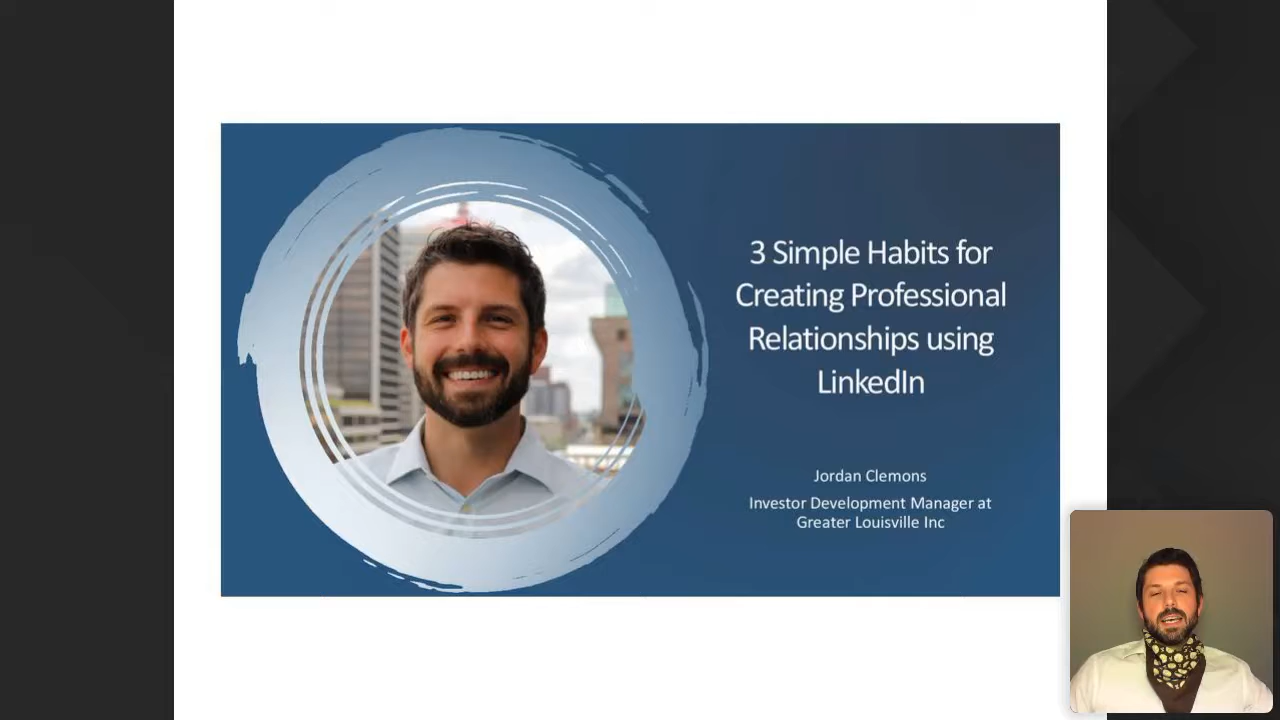 3 Simple Habits for
Creating Professional
Relationships using
LinkedIn
Jordan Clemons
Investor Development Manager at
Greater Louisville Inc